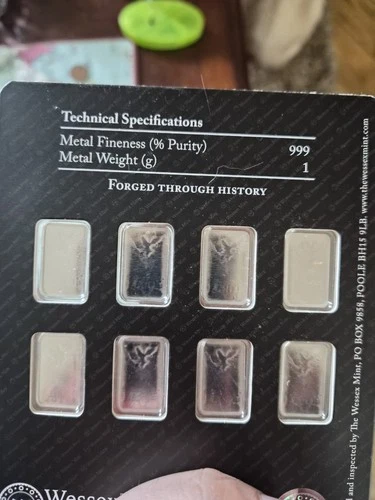 Technical Specifications
Metal Fineness (% Purity) 999
Metal Weight (g) 1
FORGED THROUGH HISTORY
and inspected by The Wessex Mint, PO BOX 9858, POOLE BH15 9LB. www.thewessexmint.com
Wessex